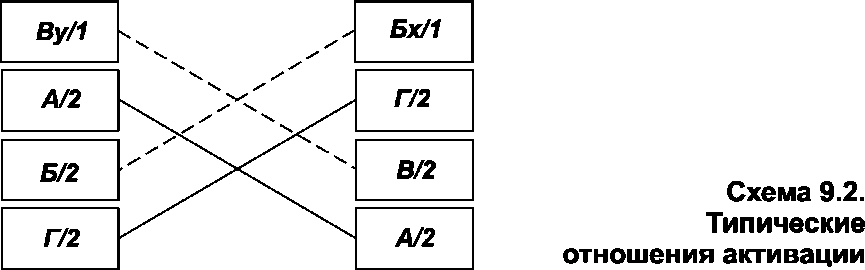 Ву/1 Бх/1
А/2 Г/2
Б/2 В/2
Г/2 А/2
Схема 9.2.
Типические
отношения активации